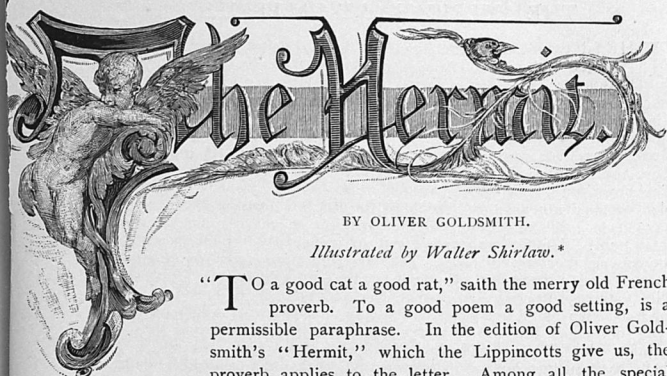 The Hermit.
BY OLIVER GOLDSMITH.
Illustrated by Walter Shirlaw.*
“TO a good cat a good rat,” saith the merry old French
proverb. To a good poem a good setting, is a
permissible paraphrase. In the edition of Oliver Gold-
smith’s “Hermit,” which the Lippincotts give us, the
proverb applies to the letter. Among all the specia